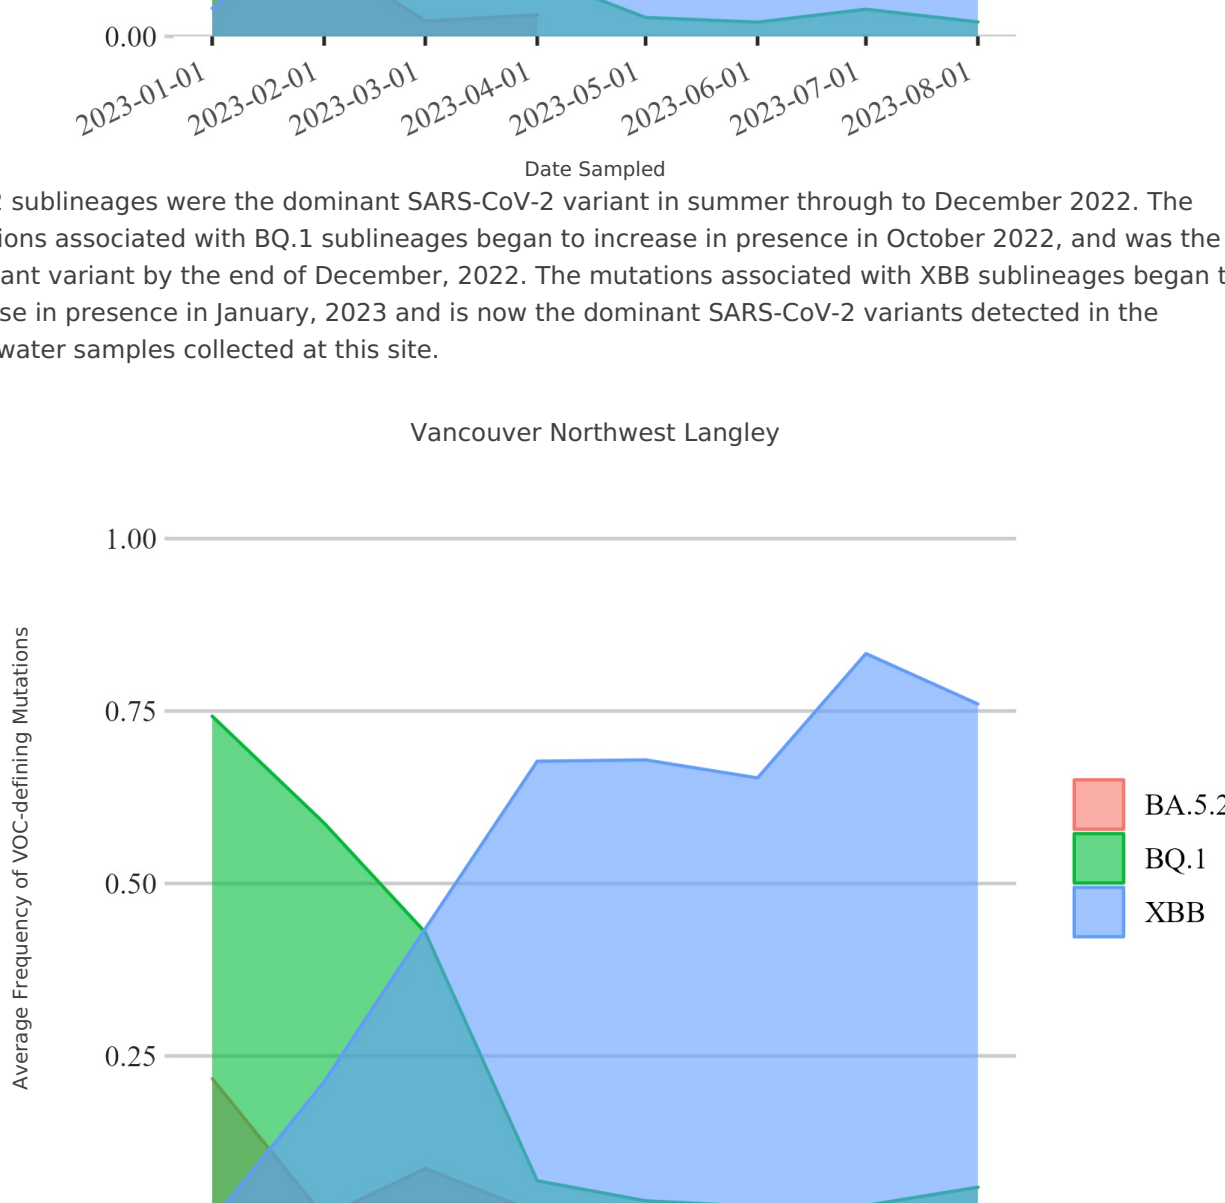 0.00
2023-01-01 2023-02-01 2023-03-01 2023-04-01 2023-05-01 2023-06-01 2023-07-01 2023-08-01
Date Sampled
sublineages were the dominant SARS-CoV-2 variant in summer through to December 2022. The
ions associated with BQ.1 sublineages began to increase in presence in October 2022, and was the
ant variant by the end of December, 2022. The mutations associated with XBB sublineages began t
se in presence in January, 2023 and is now the dominant SARS-CoV-2 variants detected in the
water samples collected at this site.
Vancouver Northwest Langley
1.00
0.75
0.50
0.25
Average Frequency of VOC-defining Mutations
BA.5.2
BQ.1
XBB